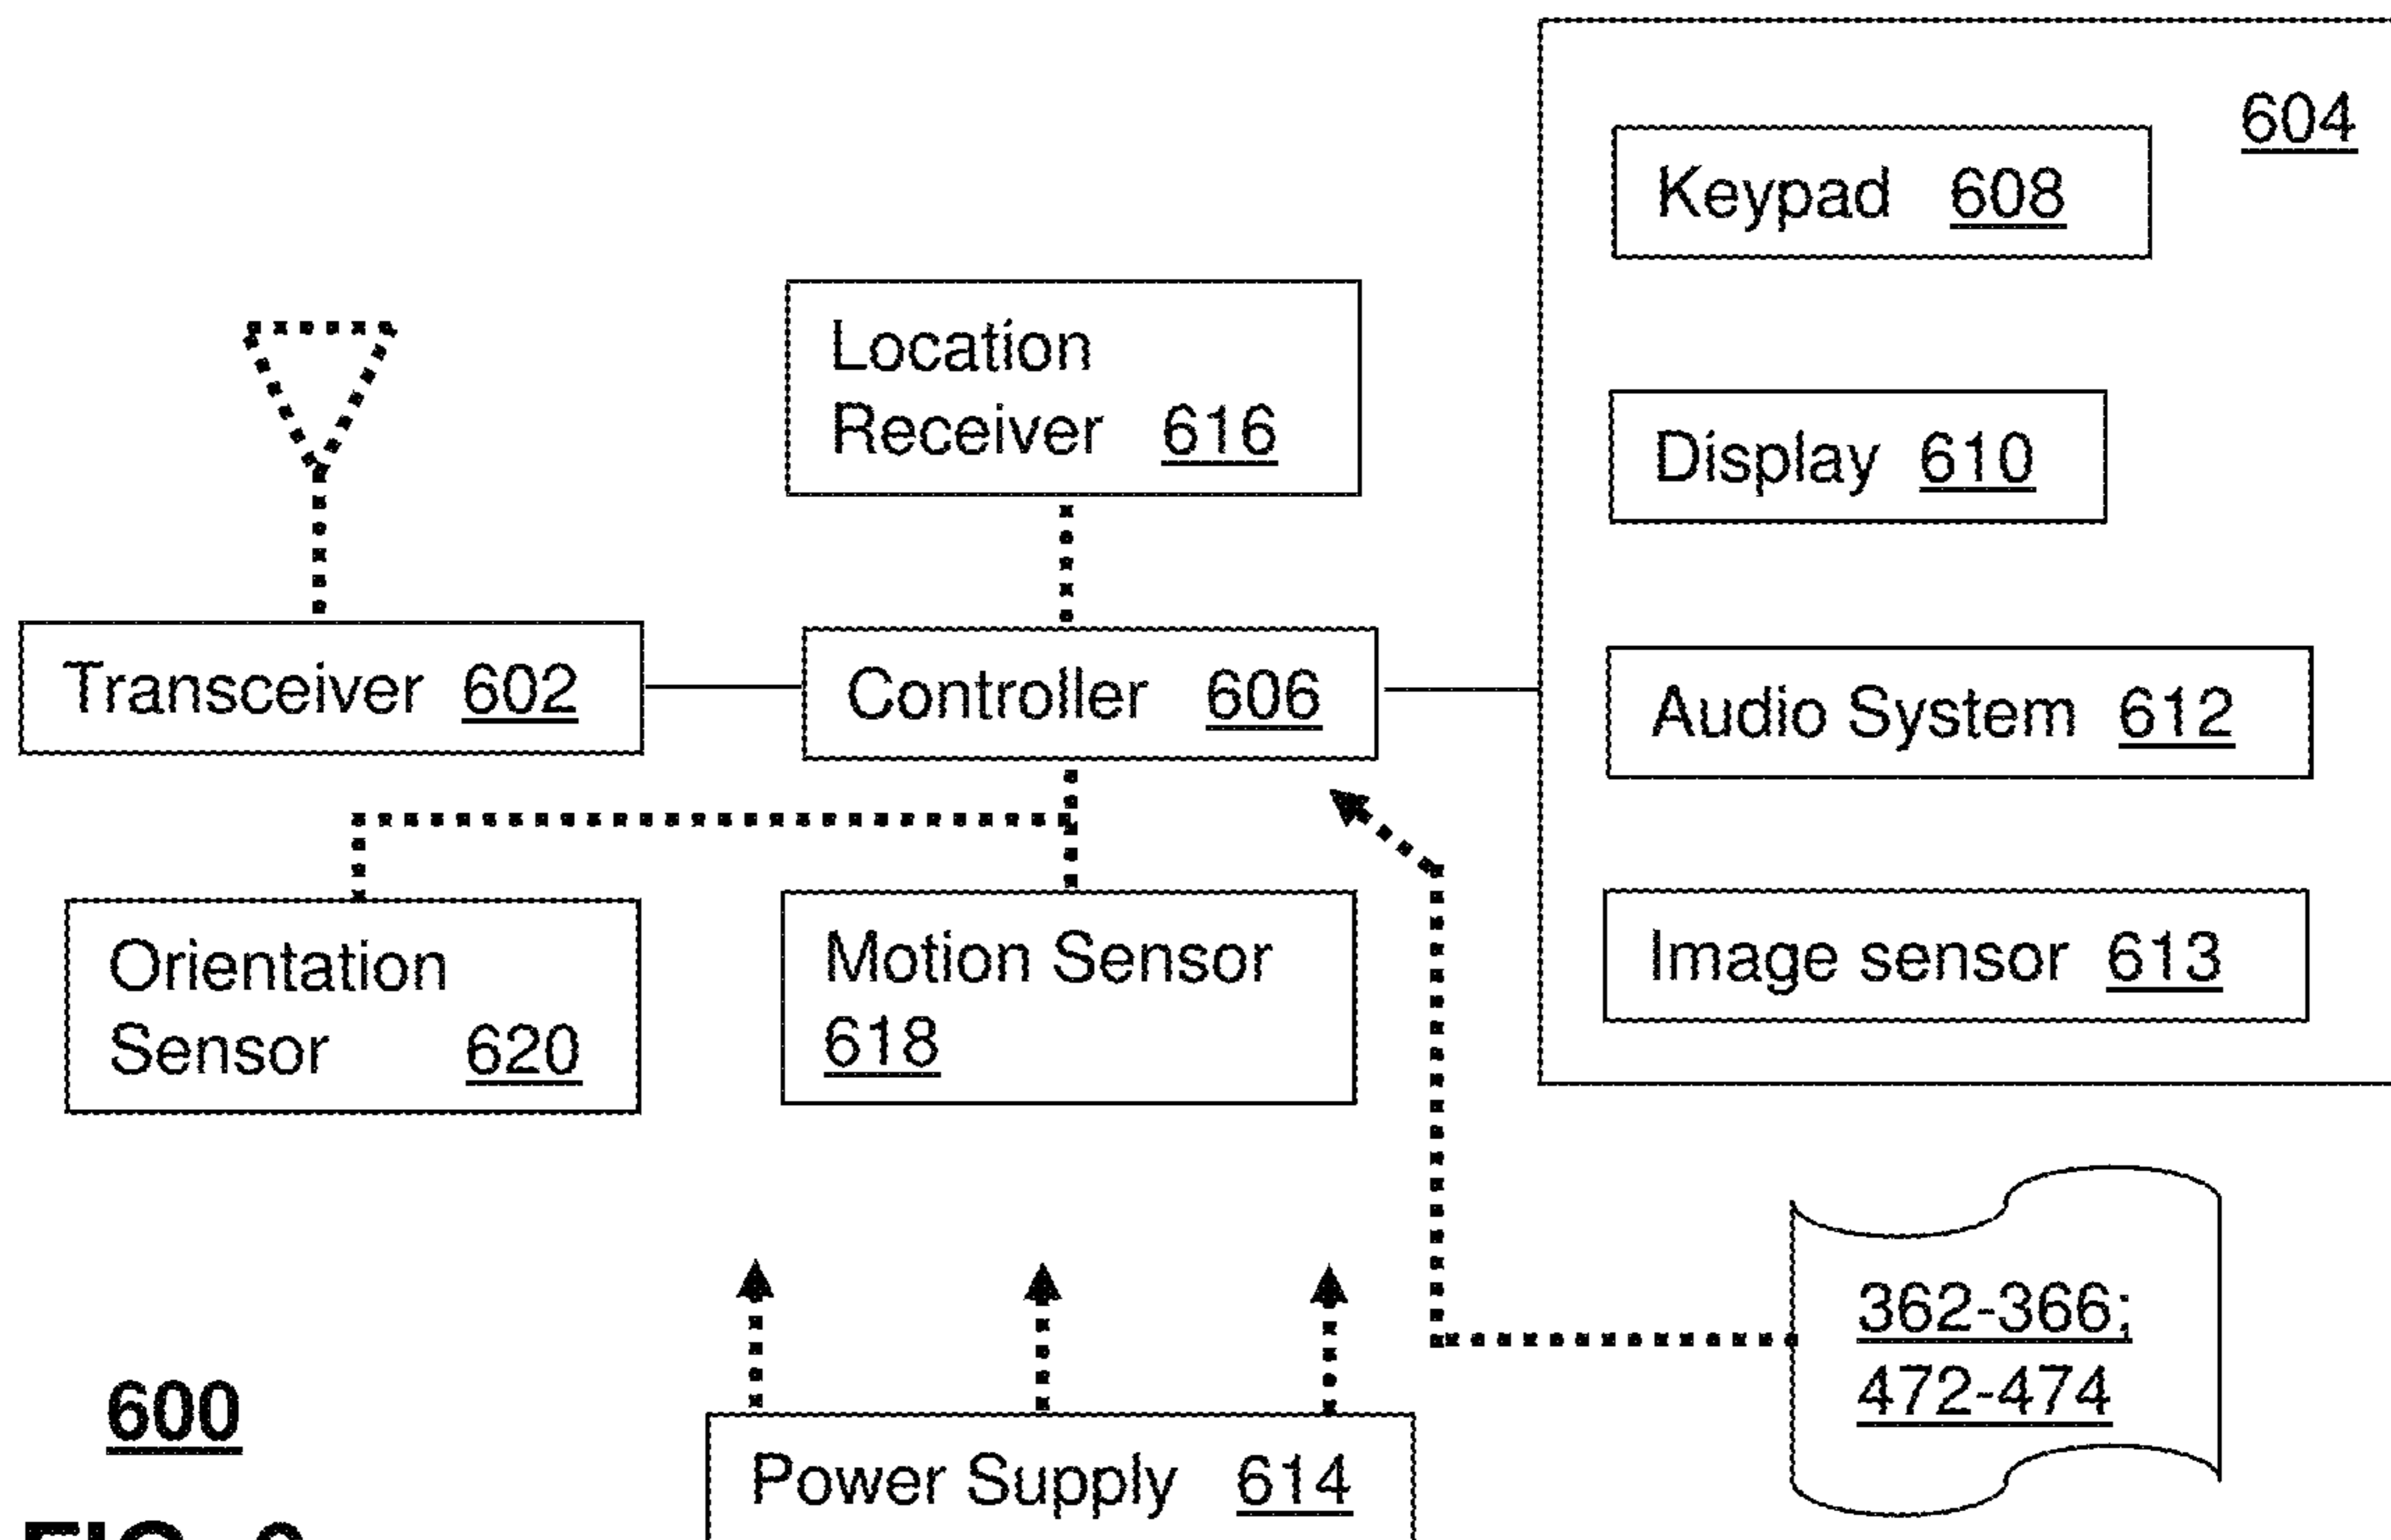 604
Keypad 608
Location
Receiver 616
Display 610
Transceiver 602
Controller 606
Audio System 612
Orientation
Sensor 620
Motion Sensor
618
Image sensor 613
362-366;
472-474
600
Power Supply 614